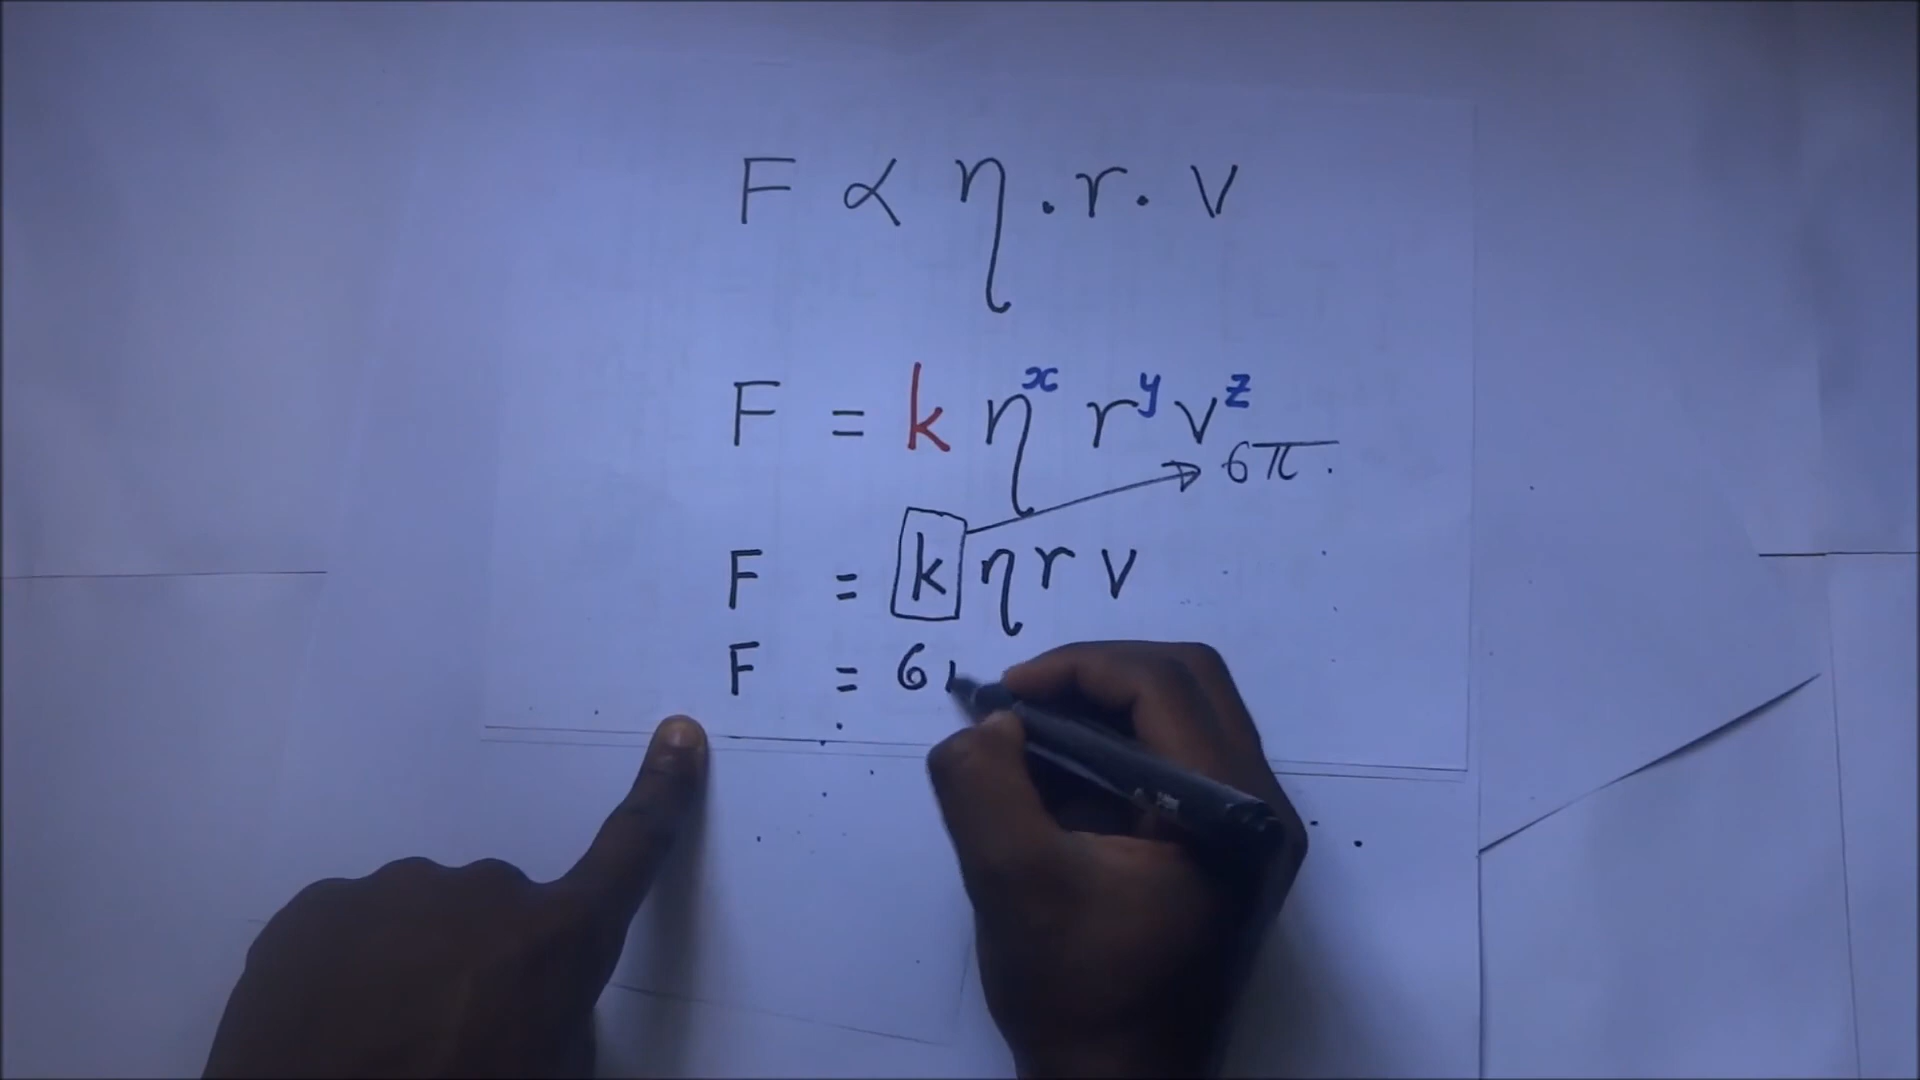 F ∝ η . r . v
F = k η^x r^y v^z
6π.
F = k η r v
F = 6